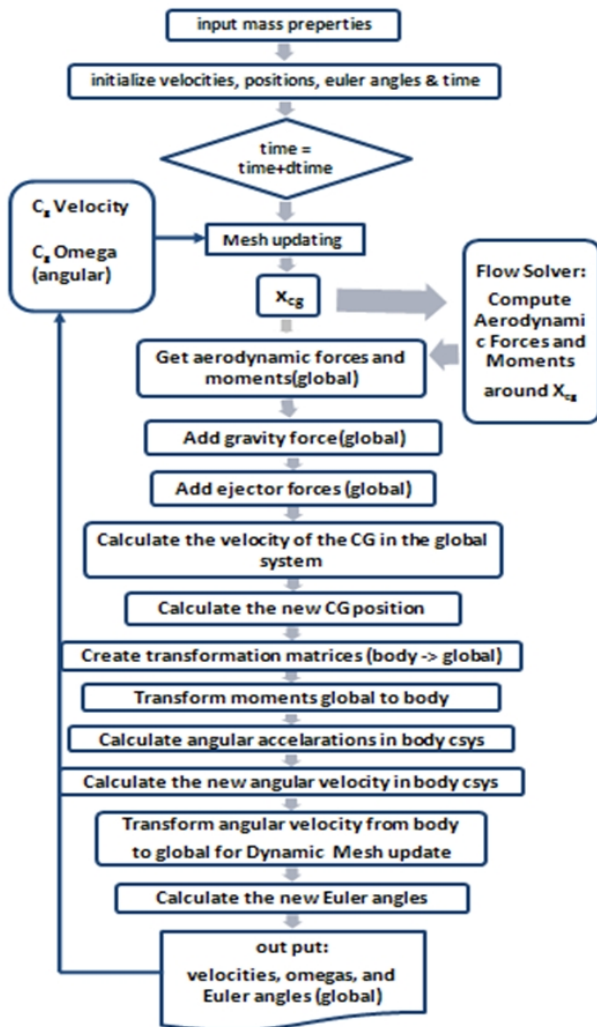 input mass preperties
initialize velocities, positions, euler angles & time
time =
time+dtime
C_g Velocity
C_g Omega
(angular)
Mesh updating
x_cg
Flow Solver:
Compute
Aerodynami
c Forces and
Moments
around X_cg
Get aerodynamic forces and
moments(global)
Add gravity force(global)
Add ejector forces (global)
Calculate the velocity of the CG in the global
system
Calculate the new CG position
Create transformation matrices (body -> global)
Transform moments global to body
Calculate angular accelarations in body csys
Calculate the new angular velocity in body csys
Transform angular velocity from body
to global for Dynamic Mesh update
Calculate the new Euler angles
out put:
velocities, omegas, and
Euler angles (global)